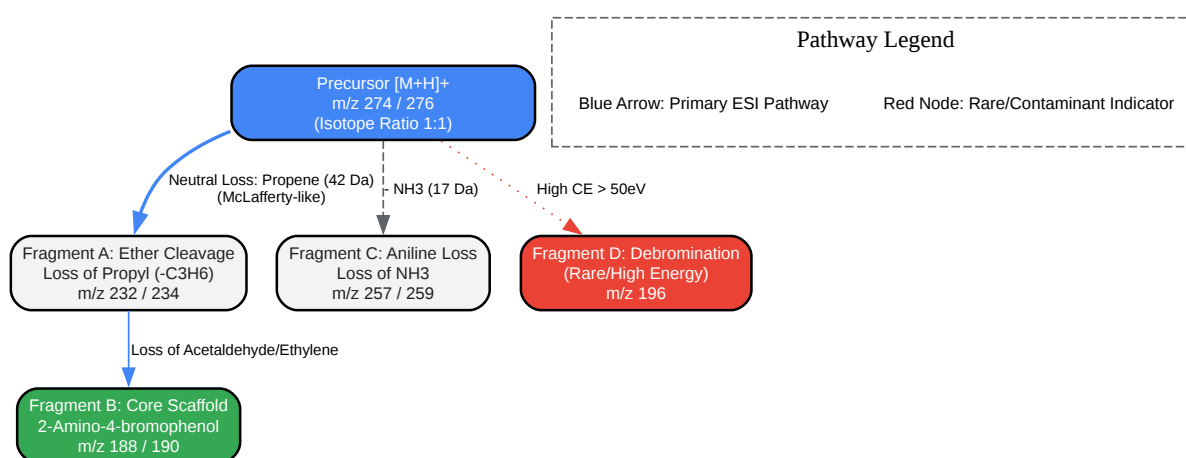 Pathway Legend
Blue Arrow: Primary ESI Pathway
Red Node: Rare/Contaminant Indicator
Precursor [M+H]+
m/z 274 / 276
(Isotope Ratio 1:1)
Neutral Loss: Propene (42 Da)
(McLafferty-like)
- NH3 (17 Da)
High CE > 50eV
Fragment A: Ether Cleavage
Loss of Propyl (-C3H6)
m/z 232 / 234
Fragment C: Aniline Loss
Loss of NH3
m/z 257 / 259
Fragment D: Debromination
(Rare/High Energy)
m/z 196
Loss of Acetaldehyde/Ethylene
Fragment B: Core Scaffold
2-Amino-4-bromophenol
m/z 188 / 190